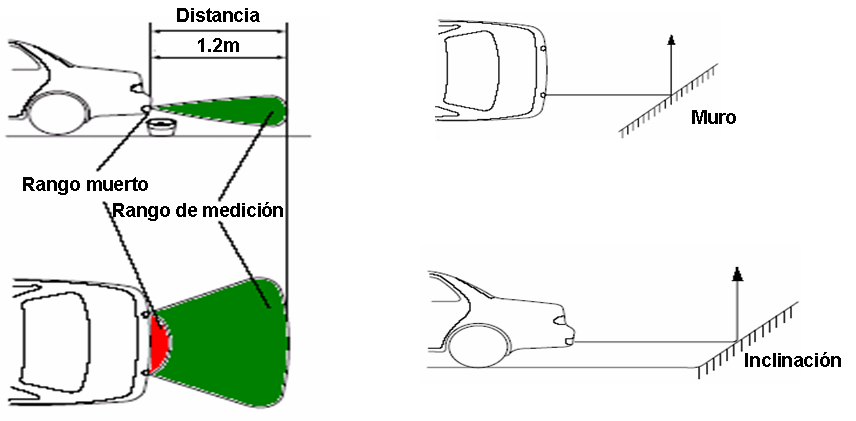 Distancia
1.2m
Rango muerto
Rango de medición
Muro
Inclinación